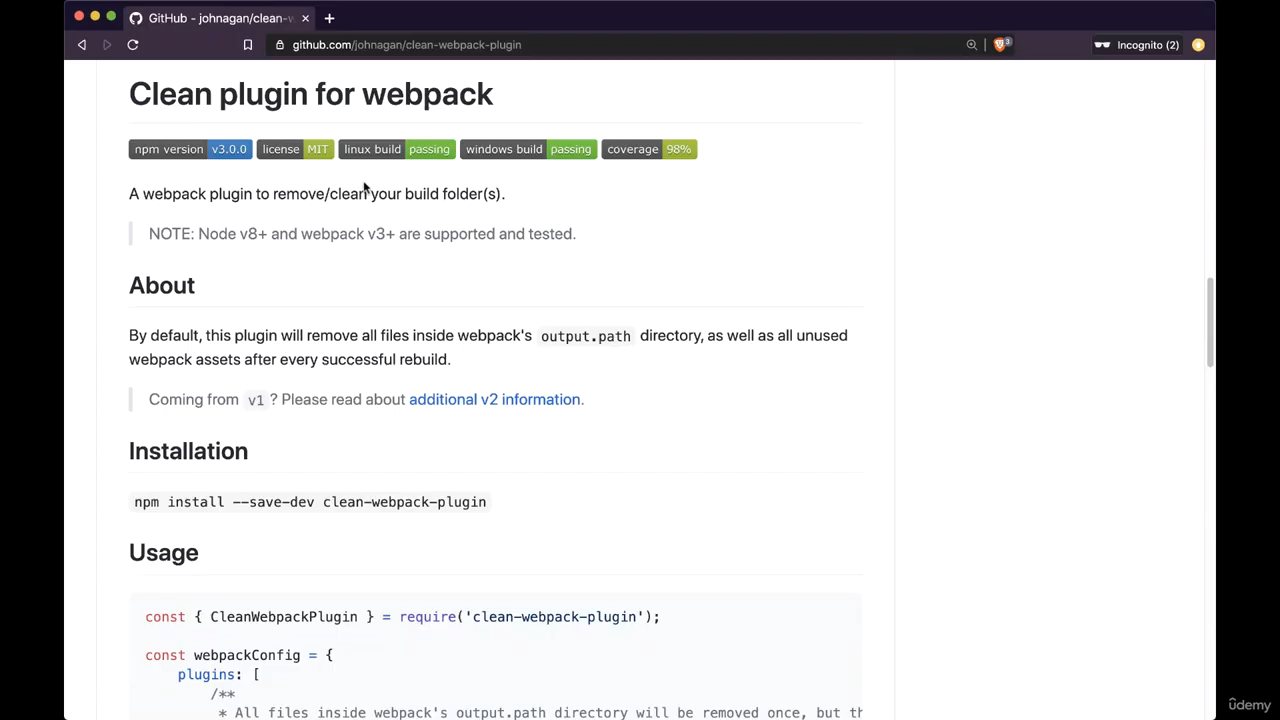 GitHub - johnagan/clean-w
github.com/johnagan/clean-webpack-plugin
3
Incognito (2)
Clean plugin for webpack
npm version v3.0.0 license MIT linux build passing windows build passing coverage 98%
A webpack plugin to remove/clean your build folder(s).
NOTE: Node v8+ and webpack v3+ are supported and tested.
About
By default, this plugin will remove all files inside webpack's output.path directory, as well as all unused
webpack assets after every successful rebuild.
Coming from v1 ? Please read about additional v2 information.
Installation
npm install --save-dev clean-webpack-plugin
Usage
const { CleanWebpackPlugin } = require('clean-webpack-plugin');
const webpackConfig = {
plugins: [
/**
* All files inside webpack's output.path directory will be removed once, but th
ûdemy